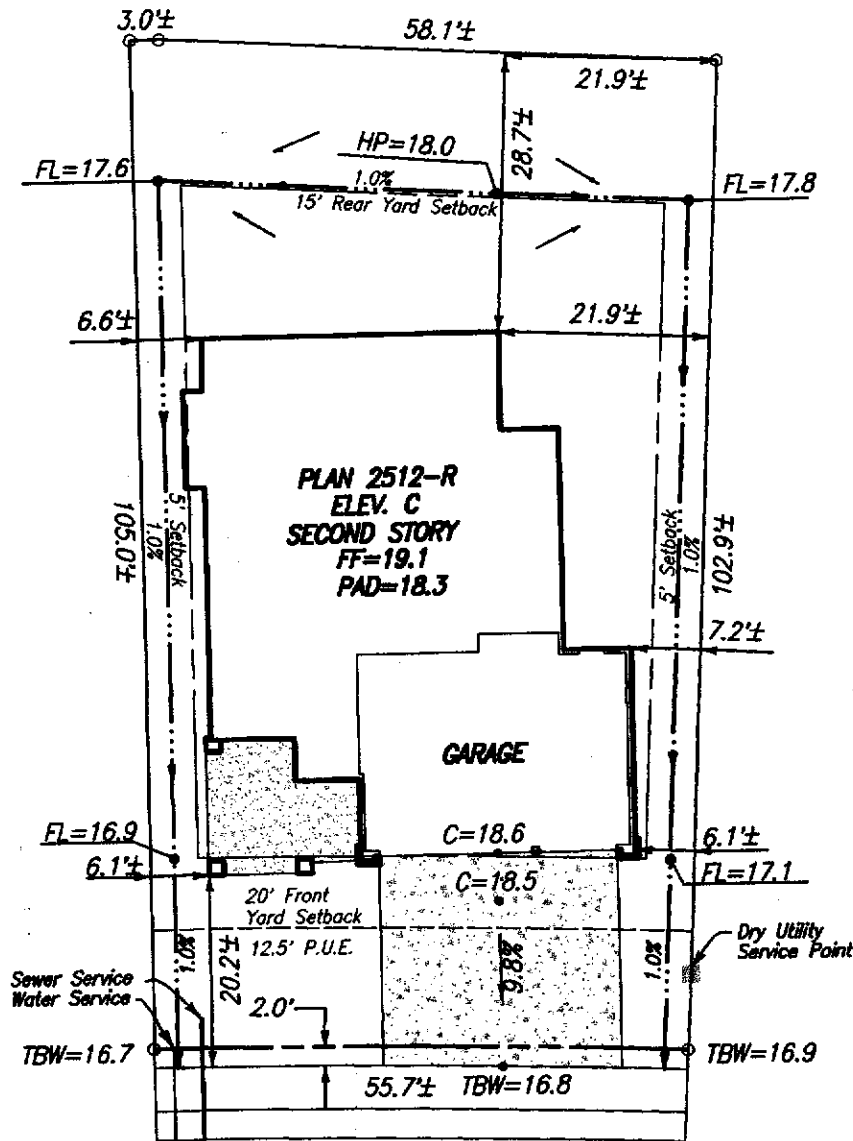 3.0'±
58.1'±
21.9'±
28.7'±
HP=18.0
FL=17.6
1.0%
FL=17.8
15' Rear Yard Setback
6.6'±
21.9'±
PLAN 2512-R
ELEV. C
SECOND STORY
FF=19.1
PAD=18.3
105.0'±
5' Setback
1.0%
5' Setback
1.0%
102.9'±
7.2'±
GARAGE
FL=16.9
C=18.6
6.1'±
6.1'±
C=18.5
FL=17.1
20' Front
Yard Setback
12.5' P.U.E.
1.0%
20.2'±
9.8%
1.0%
Dry Utility
Service Point
Sewer Service
Water Service
2.0'
TBW=16.7
TBW=16.9
55.7'±
TBW=16.8